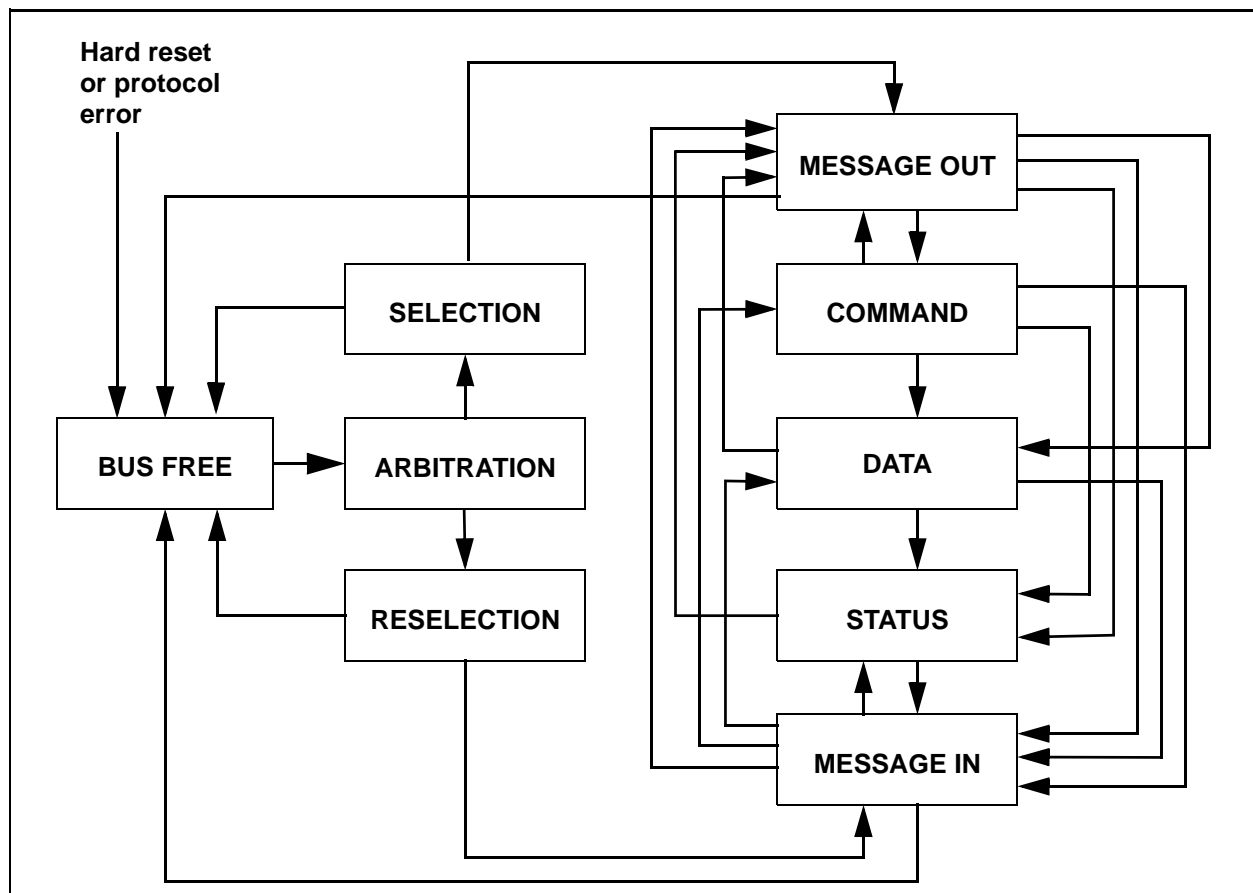 Hard reset
or protocol
error
MESSAGE OUT
SELECTION
COMMAND
BUS FREE
ARBITRATION
DATA
RESELECTION
STATUS
MESSAGE IN